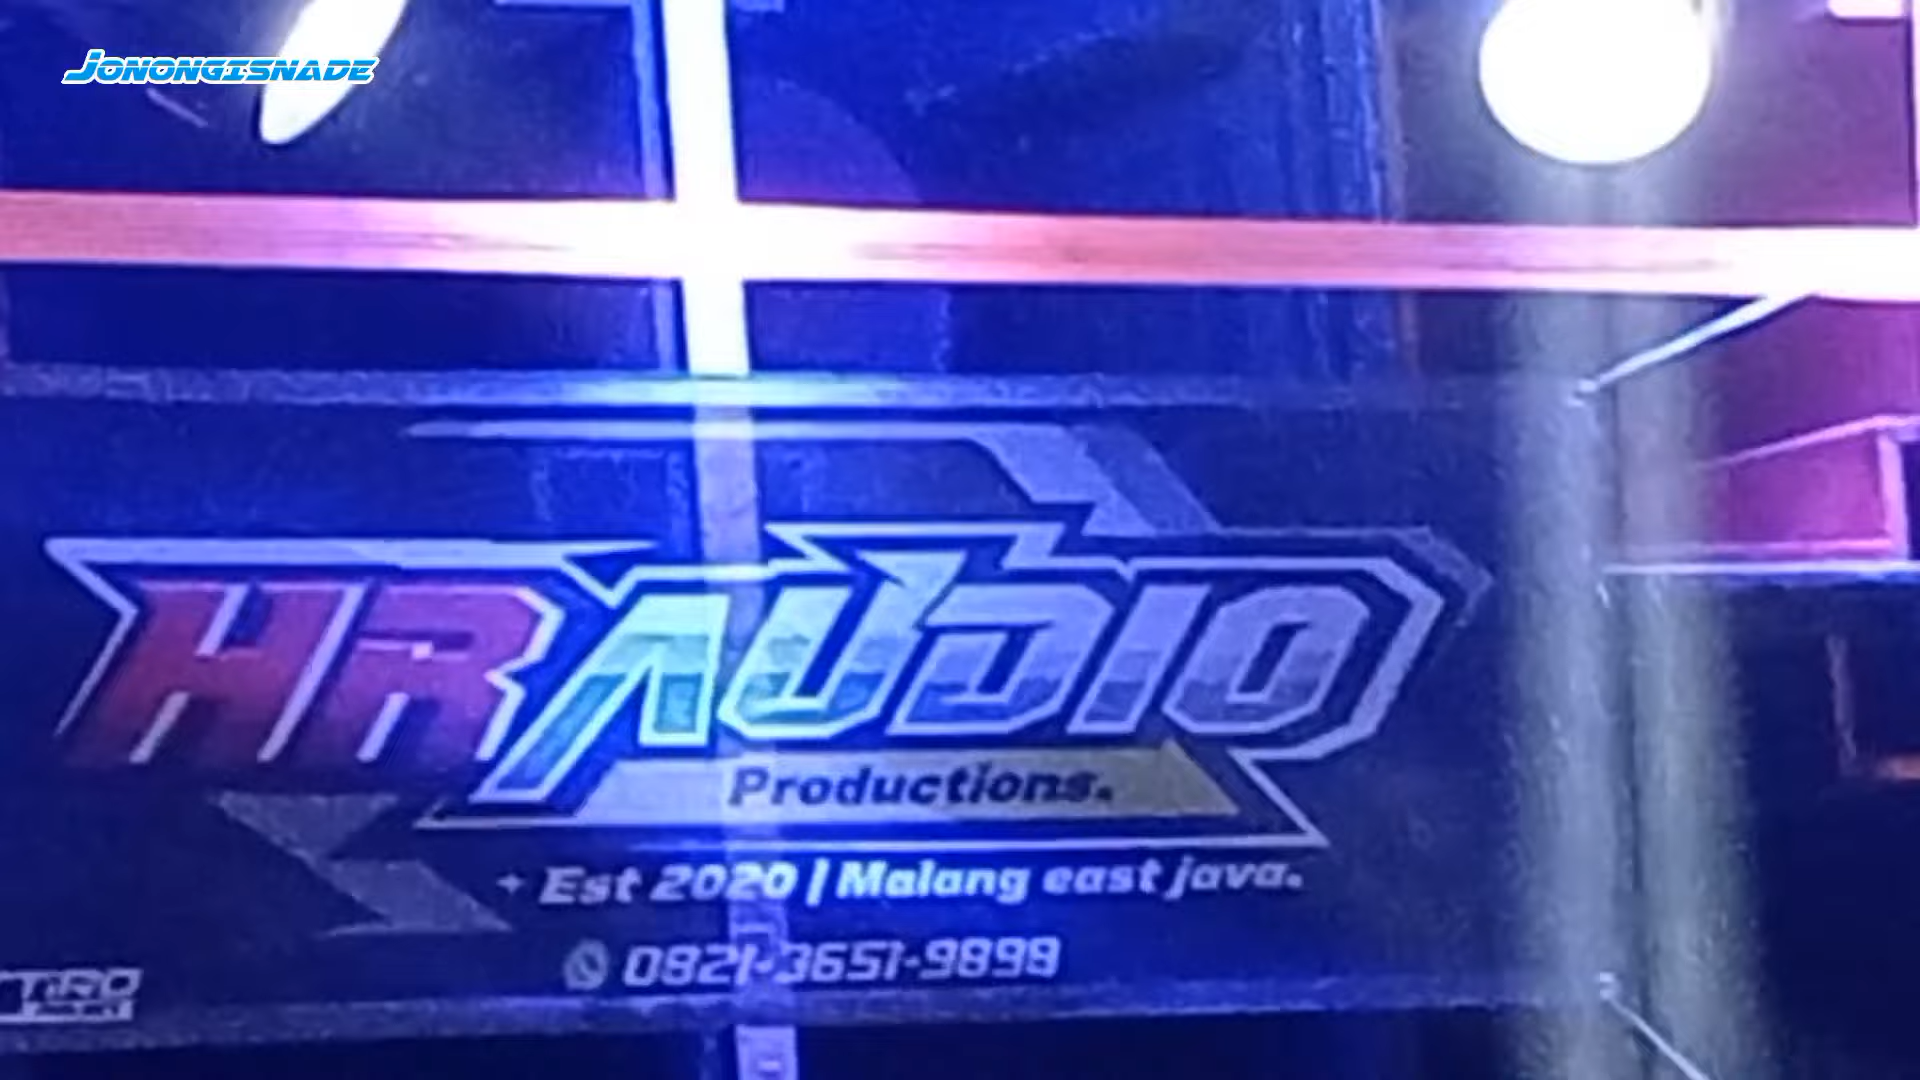 JONONGISNADE
HR AUDIO
Productions.
Est 2020 | Malang east java.
0821-3651-9899